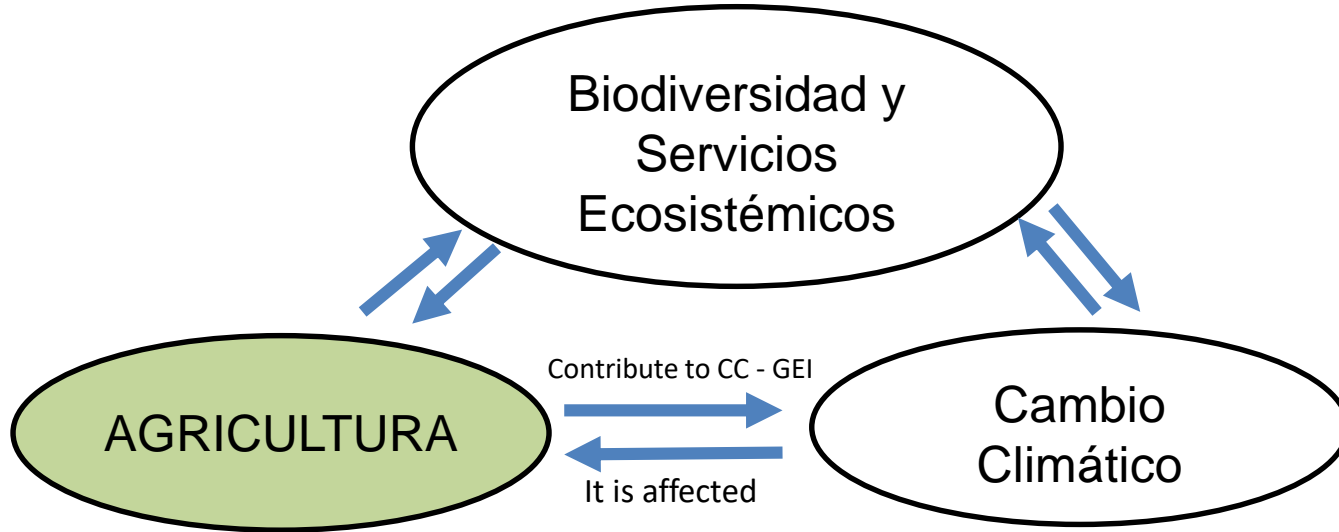 Biodiversidad y
Servicios
Ecosistémicos
Contribute to CC - GEI
AGRICULTURA
Cambio
Climático
It is affected